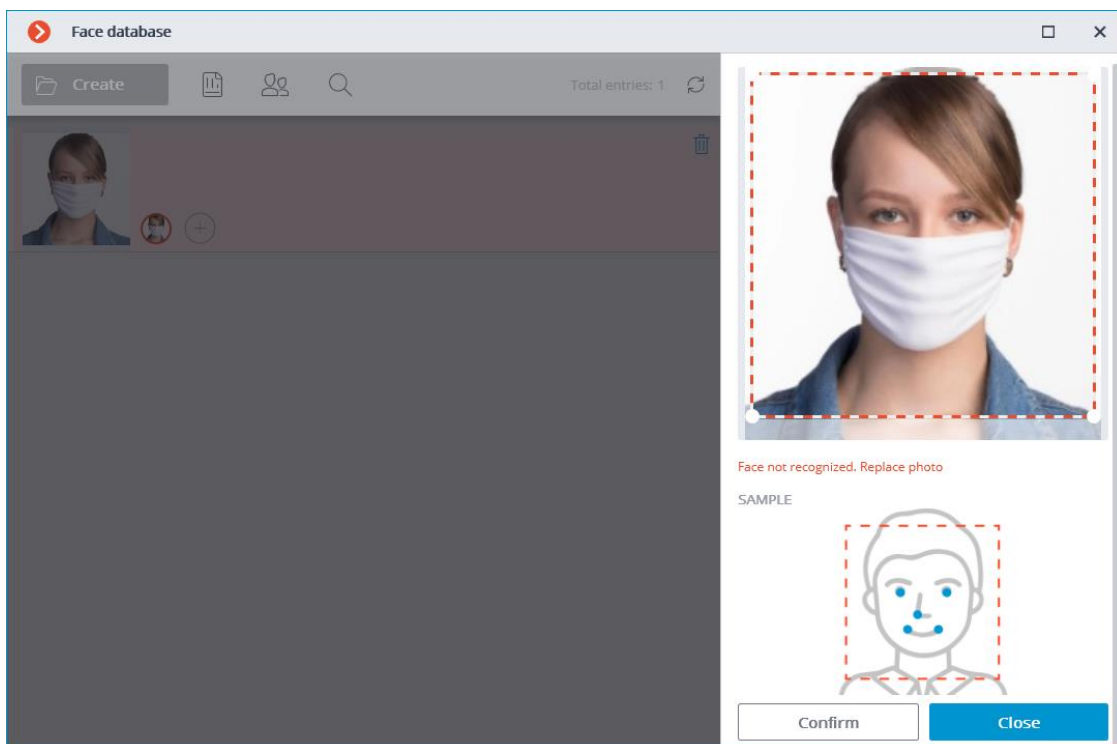 Face database
Create
Total entries: 1
Face not recognized. Replace photo
SAMPLE
Confirm
Close